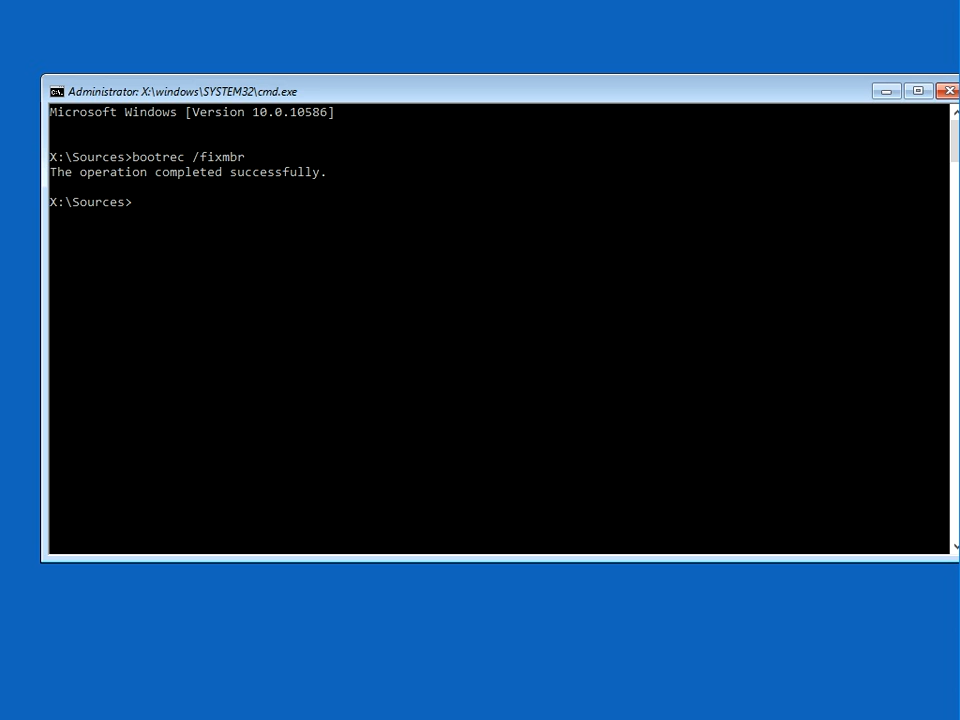 Administrator: X:\windows\SYSTEM32\cmd.exe
Microsoft Windows [Version 10.0.10586]
X:\Sources>bootrec /fixmbr
The operation completed successfully.
X:\Sources>